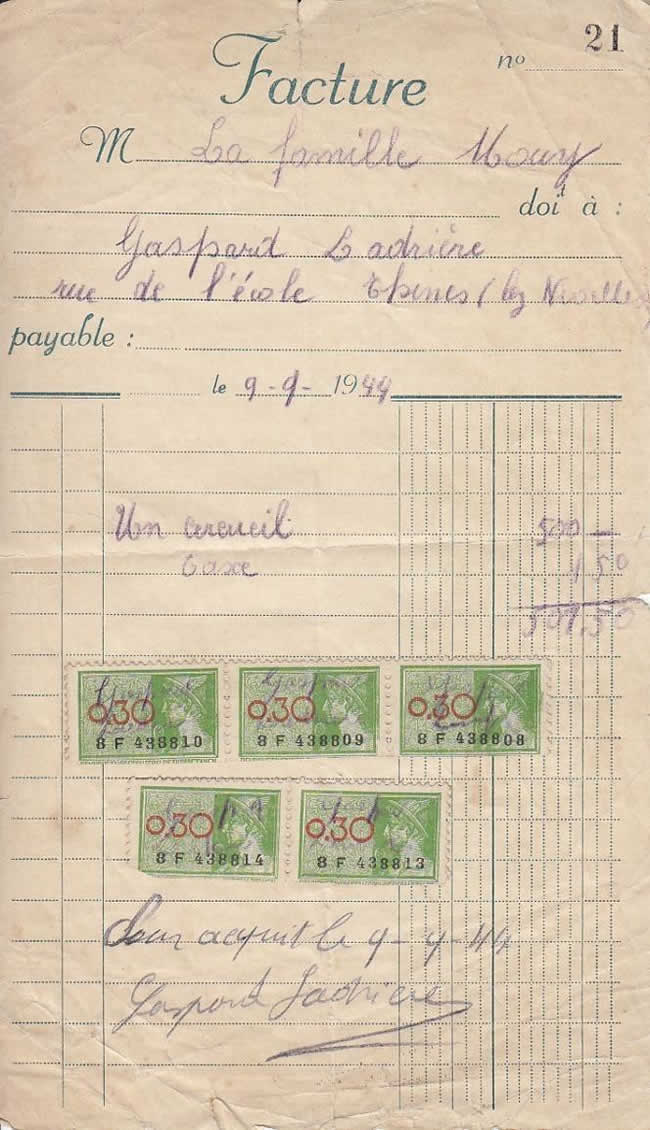 21
Facture nº
M La famille
doit à :
Gaspard Ladrière
rue de l'école Thines (lez Nivelles
payable :
le 9-9-1944
Un cercueil 500 —
Taxe 1 50
501,50
0.30 0.30 0.30
8 F 438810 8 F 438809 8 F 438808
0.30 0.30
8 F 438814 8 F 438813
Pour acquit le 9-9-44
Gaspard Ladrière